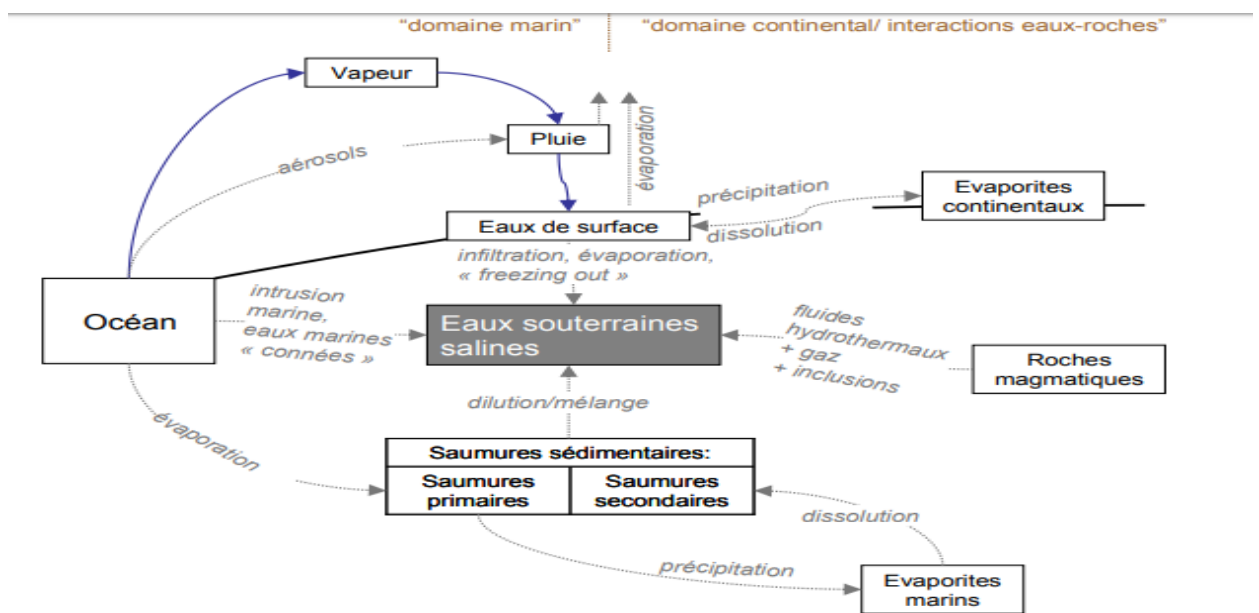 "domaine marin"
"domaine continental/ interactions eaux-roches"
Vapeur
Pluie
aérosols
évaporation
précipitation
dissolution
Evaporites
continentaux
Eaux de surface
infiltration, évaporation,
« freezing out »
Océan
intrusion
marine,
eaux marines
« connées »
Eaux souterraines
salines
fluides
hydrothermaux
+ gaz
+ inclusions
Roches
magmatiques
dilution/mélange
évaporation
Saumures sédimentaires:
Saumures
primaires
Saumures
secondaires
dissolution
précipitation
Evaporites
marins